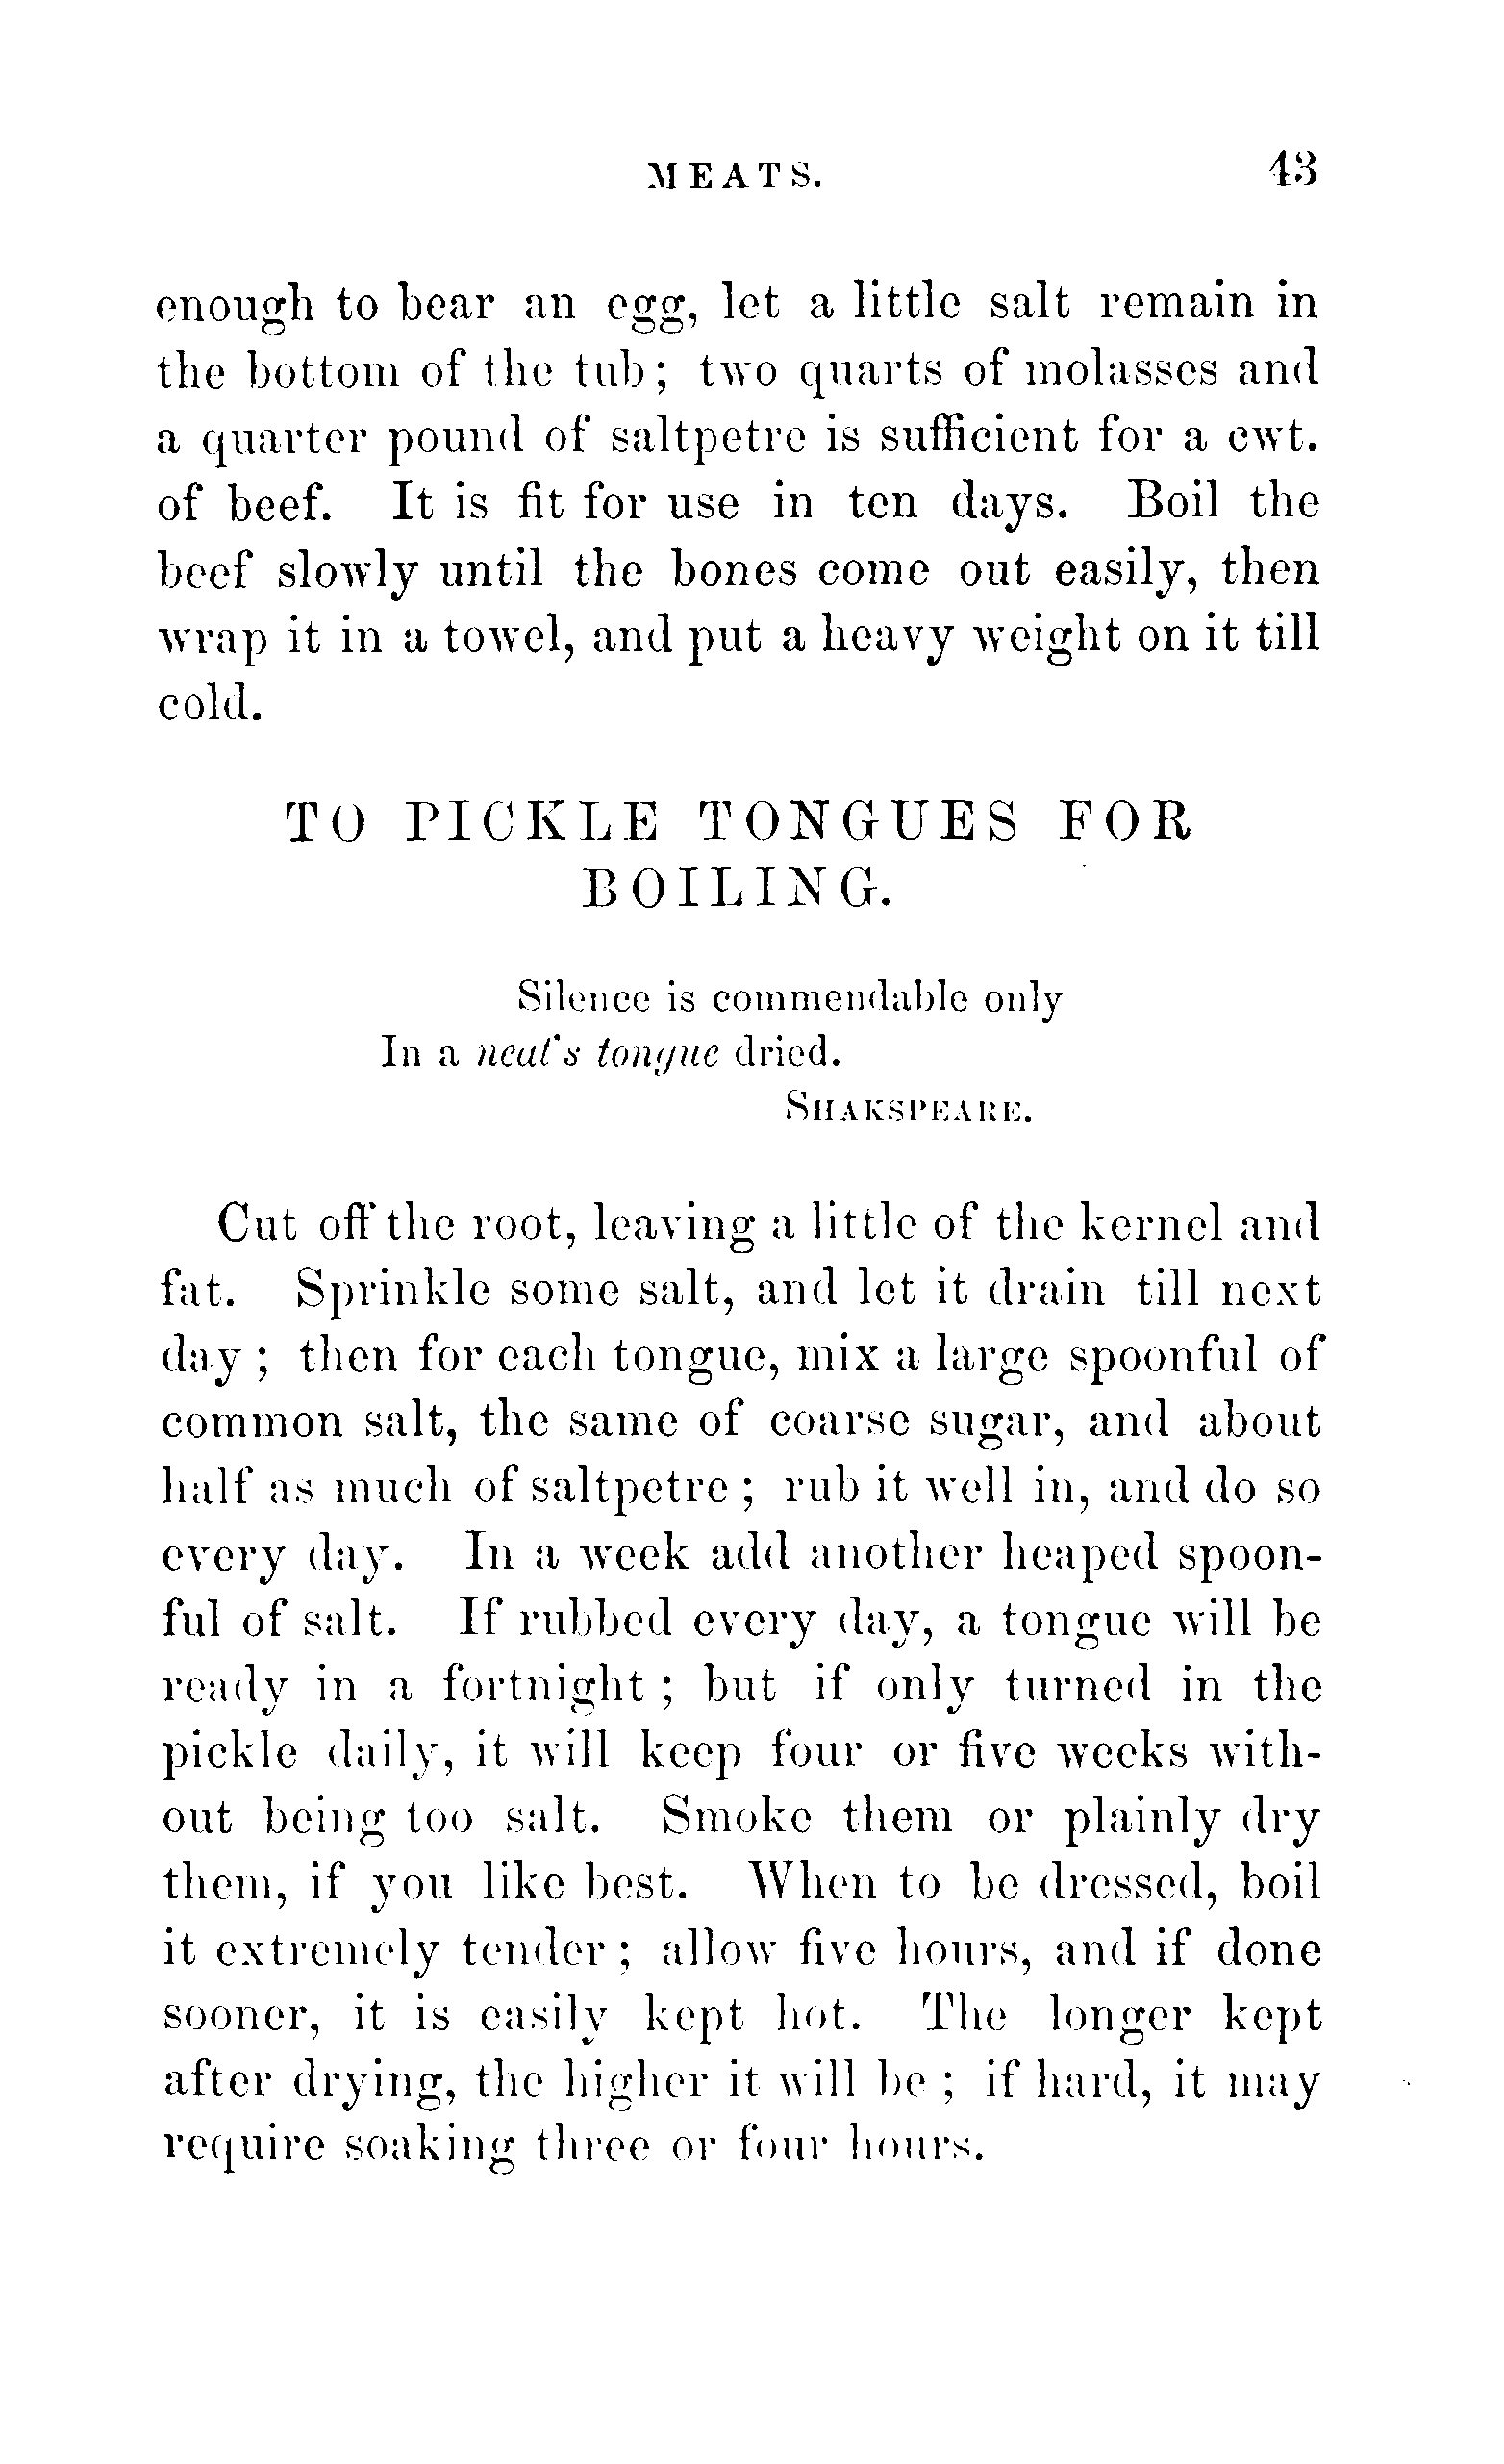 MEATS. 43
enough to bear an egg, let a little salt remain in
the bottom of the tub; two quarts of molasses and
a quarter pound of saltpetre is sufficient for a cwt.
of beef. It is fit for use in ten days. Boil the
beef slowly until the bones come out easily, then
wrap it in a towel, and put a heavy weight on it till
cold.
TO PICKLE TONGUES FOR
BOILING.
Silence is commendable only
In a neat's tongue dried.
SHAKSPEARE.
Cut off the root, leaving a little of the kernel and
fat. Sprinkle some salt, and let it drain till next
day; then for each tongue, mix a large spoonful of
common salt, the same of coarse sugar, and about
half as much of saltpetre; rub it well in, and do so
every day. In a week add another heaped spoon-
ful of salt. If rubbed every day, a tongue will be
ready in a fortnight; but if only turned in the
pickle daily, it will keep four or five weeks with-
out being too salt. Smoke them or plainly dry
them, if you like best. When to be dressed, boil
it extremely tender; allow five hours, and if done
sooner, it is easily kept hot. The longer kept
after drying, the higher it will be; if hard, it may
require soaking three or four hours.